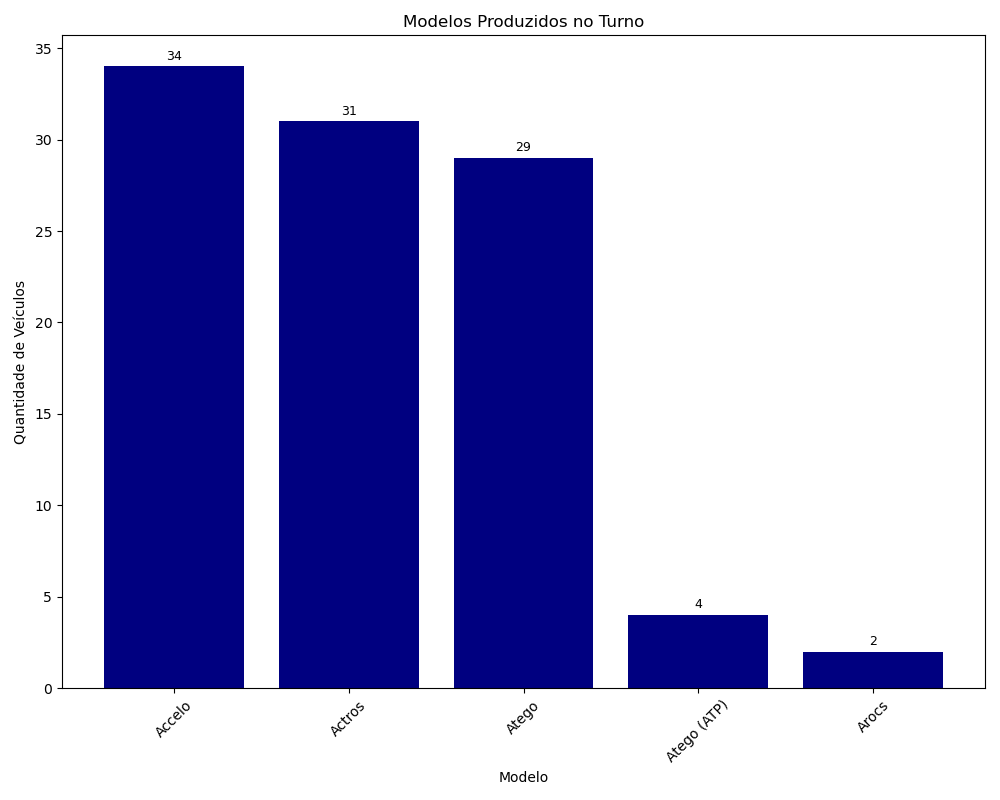 Modelos Produzidos no Turno
35
30
25
20
15
10
5
0
Quantidade de Veículos
34
31
29
4
2
Accelo
Actros
Atego
Atego (ATP)
Arocs
Modelo